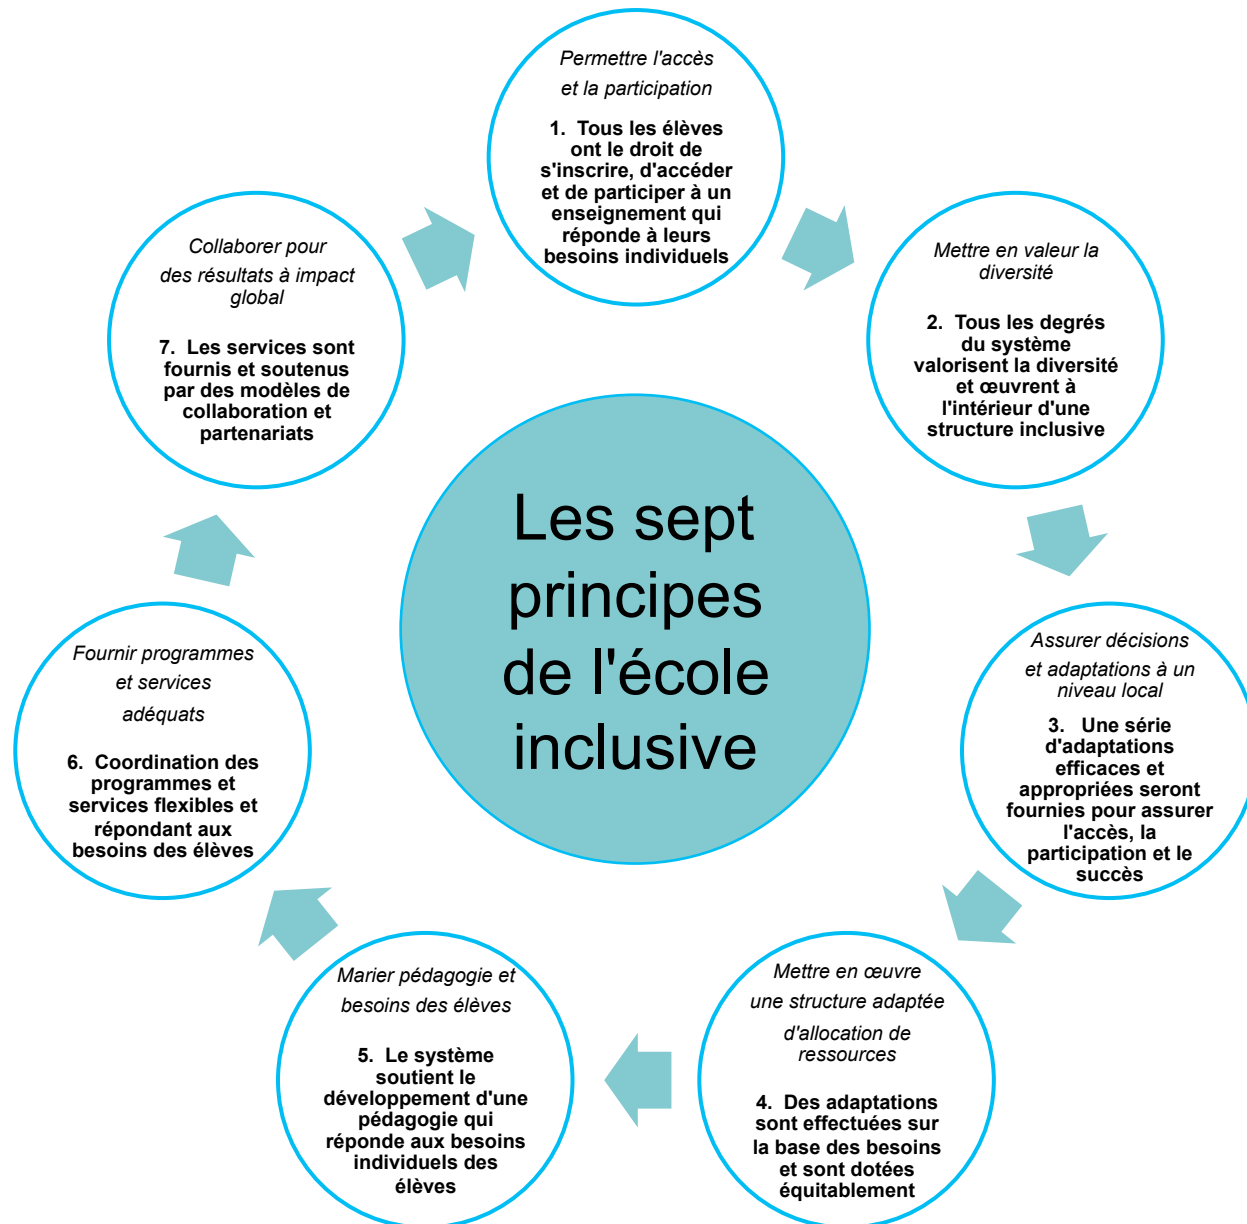 Permettre l'accès
et la participation
1. Tous les élèves
ont le droit de
s'inscrire, d'accéder
et de participer à un
enseignement qui
réponde à leurs
besoins individuels
Mettre en valeur la
diversité
2. Tous les degrés
du système
valorisent la diversité
et œuvrent à
l'intérieur d'une
structure inclusive
Assurer décisions
et adaptations à un
niveau local
3. Une série
d'adaptations
efficaces et
appropriées seront
fournies pour assurer
l'accès, la
participation et le
succès
Mettre en œuvre
une structure adaptée
d'allocation de
ressources
4. Des adaptations
sont effectuées sur
la base des besoins
et sont dotées
équitablement
Marier pédagogie et
besoins des élèves
5. Le système
soutient le
développement d'une
pédagogie qui
réponde aux besoins
individuels des
élèves
Fournir programmes
et services
adéquats
6. Coordination des
programmes et
services flexibles et
répondant aux
besoins des élèves
Collaborer pour
des résultats à impact
global
7. Les services sont
fournis et soutenus
par des modèles de
collaboration et
partenariats
Les sept
principes
de l'école
inclusive